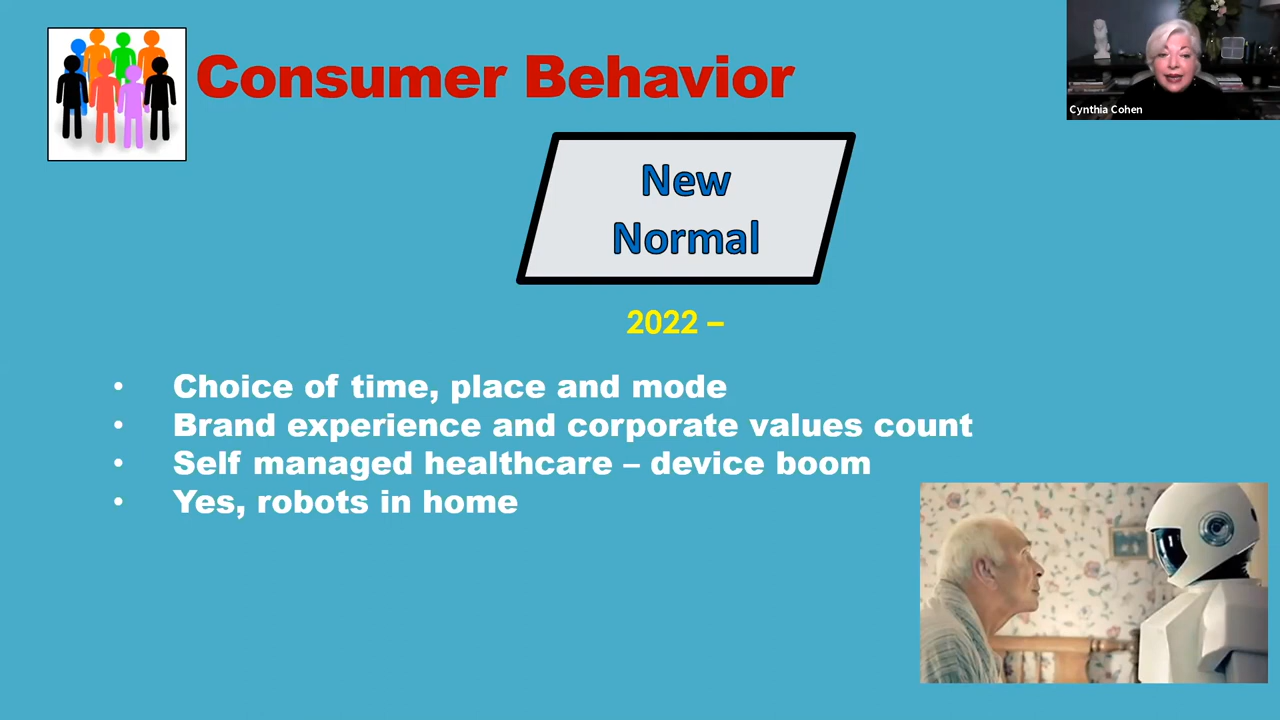 Consumer Behavior
Cynthia Cohen
New
Normal
2022 –
• Choice of time, place and mode
• Brand experience and corporate values count
• Self managed healthcare – device boom
• Yes, robots in home